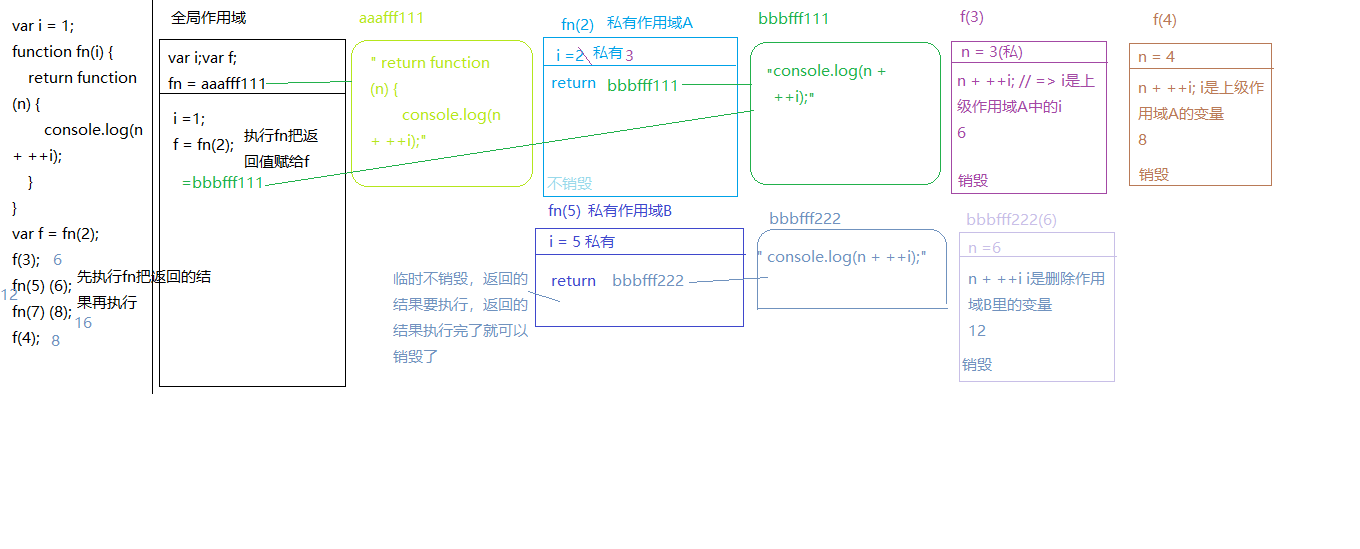 var i = 1;
function fn(i) {
return function
(n) {
console.log(n
+ ++i);
}
}
var f = fn(2);
f(3);
6
fn(5) (6);
先执行fn把返回的结
果再执行
12
fn(7) (8);
16
f(4);
8
全局作用域
var i;var f;
fn = aaafff111
i =1;
f = fn(2);
执行fn把返
回值赋给f
=bbbfff111
aaafff111
" return function
(n) {
console.log(n
+ ++i);"
fn(2) 私有作用域A
i =2 私有 3
return bbbfff111
不销毁
bbbfff111
"console.log(n +
++i);"
f(3)
n = 3(私)
n + ++i; // => i是上
级作用域A中的i
6
销毁
f(4)
n = 4
n + ++i; i是上级作
用域A的变量
8
销毁
fn(5) 私有作用域B
i = 5 私有
return bbbfff222
临时不销毁，返回的
结果要执行，返回的
结果执行完了就可以
销毁了
bbbfff222
" console.log(n + ++i);"
bbbfff222(6)
n =6
n + ++i i是删除作用
域B里的变量
12
销毁